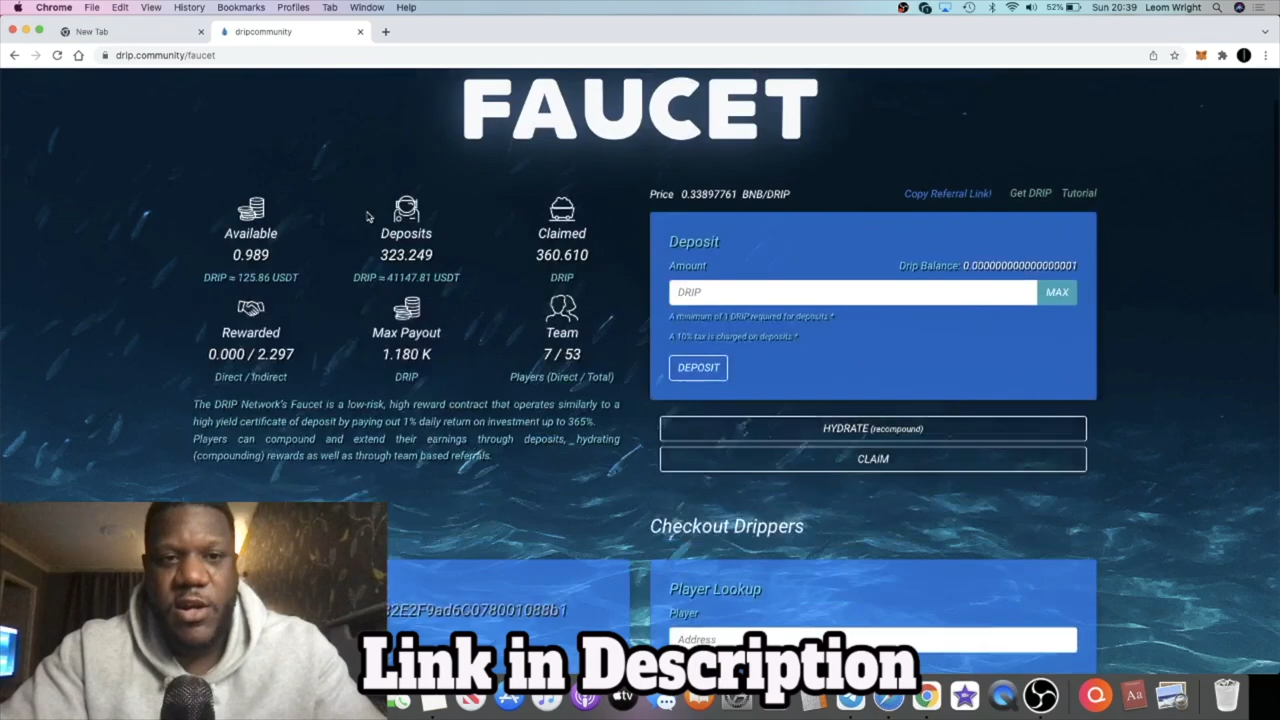 Chrome File Edit View History Bookmarks Profiles Tab Window Help
52% Sun 20:39 Leom Wright
New Tab
dripcommunity
drip.community/faucet
FAUCET
Available
0.989
DRIP ≈ 125.86 USDT
Deposits
323.249
DRIP ≈ 41147.81 USDT
Claimed
360.610
DRIP
Rewarded
0.000 / 2.297
Direct / Indirect
Max Payout
1.180 K
DRIP
Team
7 / 53
Players (Direct / Total)
The DRIP Network's Faucet is a low-risk, high reward contract that operates similarly to a
high yield certificate of deposit by paying out 1% daily return on investment up to 365%.
Players can compound and extend their earnings through deposits, hydrating
(compounding) rewards as well as through team based referrals.
Price 0.33897761 BNB/DRIP
Copy Referral Link! Get DRIP Tutorial
Deposit
Amount
Drip Balance: 0.000000000000000001
DRIP
MAX
A minimum of 1 DRIP required for deposits *
A 10% tax is charged on deposits *
DEPOSIT
HYDRATE (recompound)
CLAIM
Checkout Drippers
32E2F9ad6C078001088b1
Player Lookup
Player
Address
Link in Description
tv
Aa